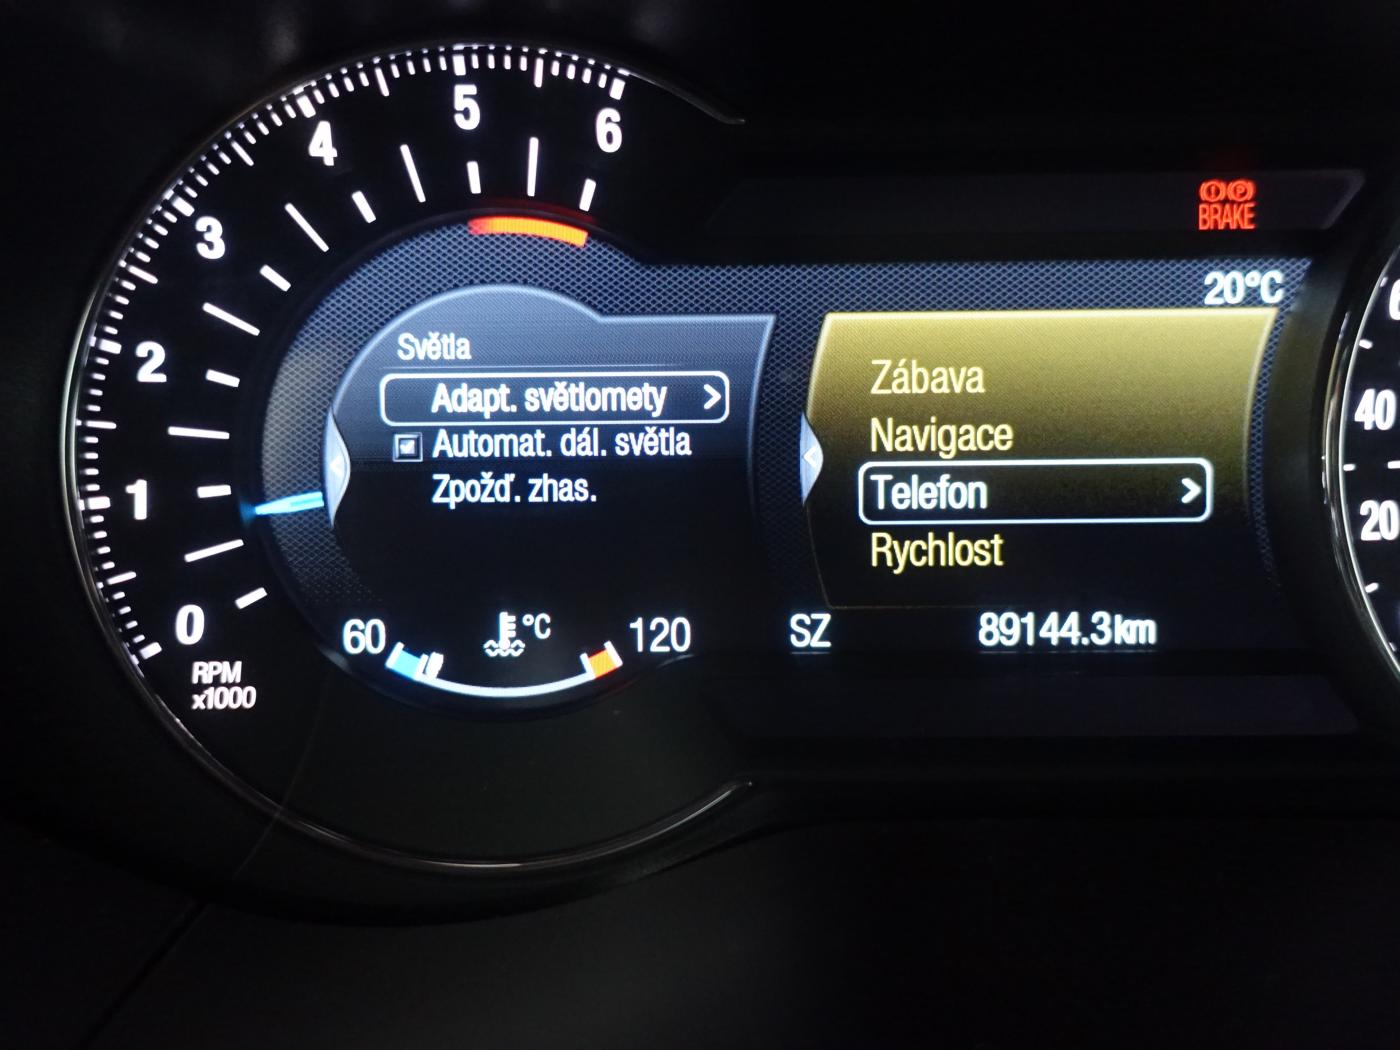 6
5
4
3
2
1
0
RPM
x1000
BRAKE
20°C
Světla
Adapt. světlomety
Automat. dál. světla
Zpožď. zhas.
Zábava
Navigace
Telefon
Rychlost
60
°C
120
SZ
89144.3km
40
20